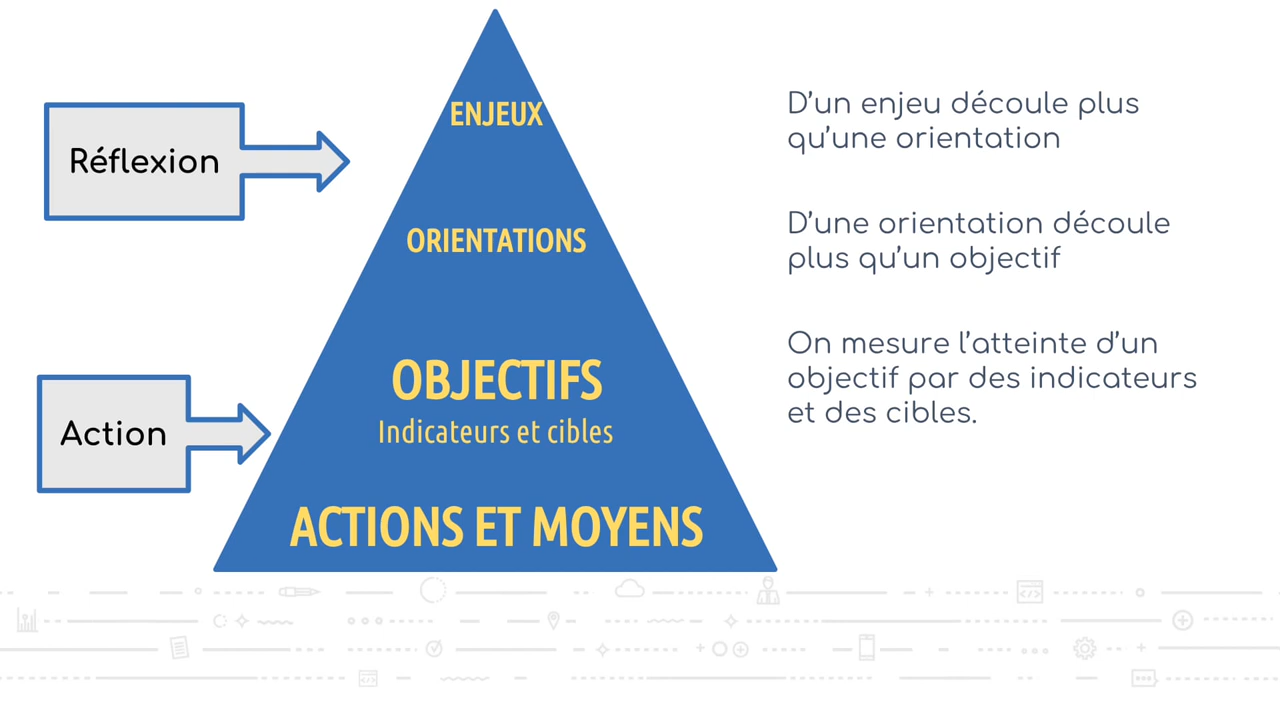 ENJEUX
Réflexion
ORIENTATIONS
OBJECTIFS
Indicateurs et cibles
Action
ACTIONS ET MOYENS
D’un enjeu découle plus
qu’une orientation
D’une orientation découle
plus qu’un objectif
On mesure l’atteinte d’un
objectif par des indicateurs
et des cibles.